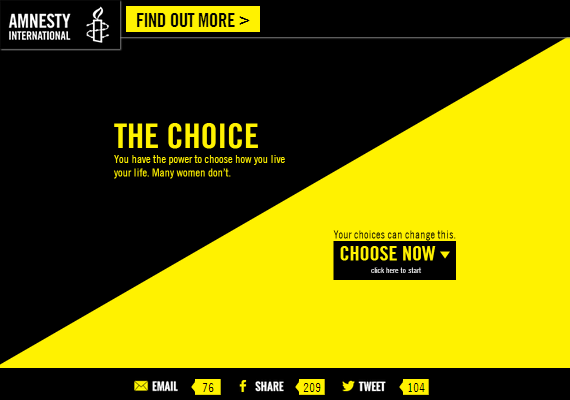 AMNESTY
INTERNATIONAL
FIND OUT MORE >
THE CHOICE
You have the power to choose how you live
your life. Many women don't.
Your choices can change this.
CHOOSE NOW
click here to start
EMAIL 76 SHARE 209 TWEET 104